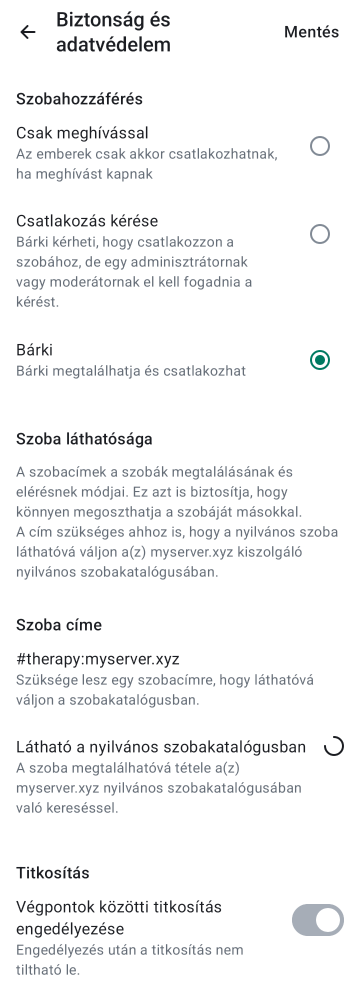 Biztonság és
adatvédelem
Mentés
Szobahozzáférés
Csak meghívással
Az emberek csak akkor csatlakozhatnak,
ha meghívást kapnak
Csatlakozás kérése
Bárki kérheti, hogy csatlakozzon a
szobához, de egy adminisztrátornak
vagy moderátornak el kell fogadnia a
kérést.
Bárki
Bárki megtalálhatja és csatlakozhat
Szoba láthatósága
A szobacímek a szobák megtalálásának és
elérésnek módjai. Ez azt is biztosítja, hogy
könnyen megoszthatja a szobáját másokkal.
A cím szükséges ahhoz is, hogy a nyilvános szoba
láthatóvá váljon a(z) myserver.xyz kiszolgáló
nyilvános szobakatalógusában.
Szoba címe
#therapy:myserver.xyz
Szüksége lesz egy szobacímre, hogy láthatóvá
váljon a szobakatalógusban.
Látható a nyilvános szobakatalógusban
A szoba megtalálhatóvá tétele a(z)
myserver.xyz nyilvános szobakatalógusában
való kereséssel.
Titkosítás
Végpontok közötti titkosítás
engedélyezése
Engedélyezés után a titkosítás nem
tiltható le.